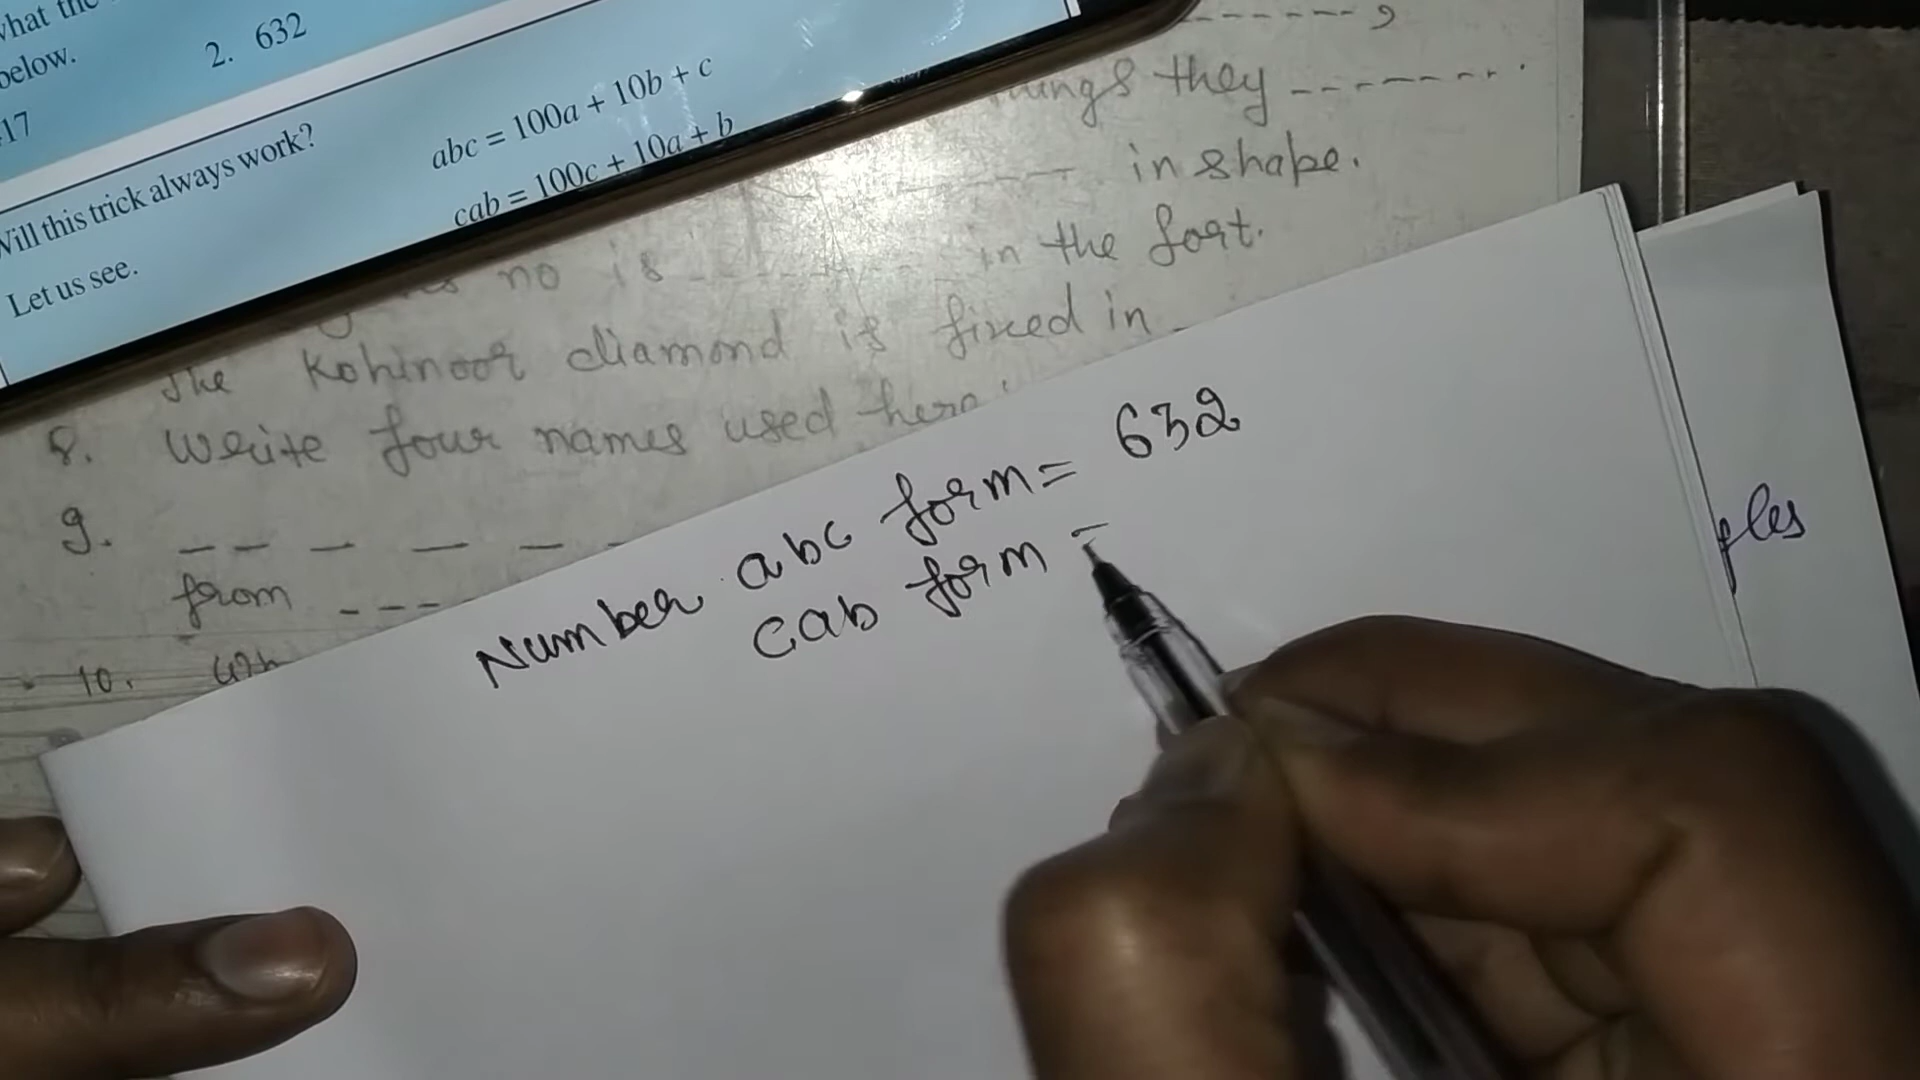 what the
below.
2. 632
17
Will this trick always work?
abc = 100a + 10b + c
cab = 100c + 10a + b
Let us see.
things they --------.
------- in shape.
no is -------- in the fort.
The Kohinoor diamond is fixed in -
8. Write four names used here
9. — — — — —
from ---
10.
Number abc form = 632
cab form =